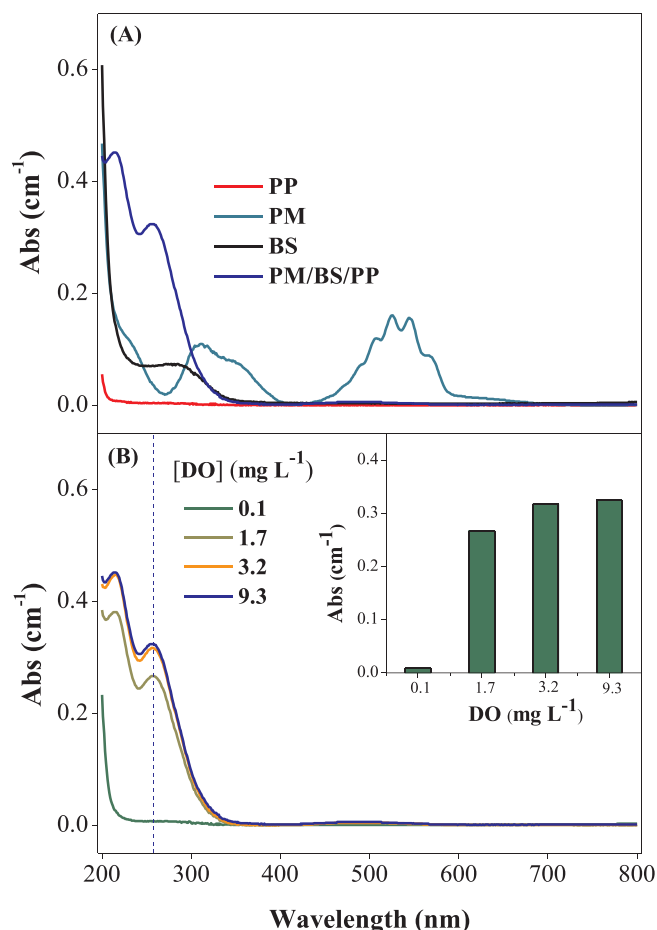 (A)
0.6
0.4
0.2
0.0
Abs (cm⁻¹)
PP
PM
BS
PM/BS/PP
(B)
[DO] (mg L⁻¹)
0.1
1.7
3.2
9.3
0.6
0.4
0.2
0.0
Abs (cm⁻¹)
0.4
0.3
0.1
0.0
Abs (cm⁻¹)
0.1 1.7 3.2 9.3
DO (mg L⁻¹)
200 300 400 500 600 700 800
Wavelength (nm)